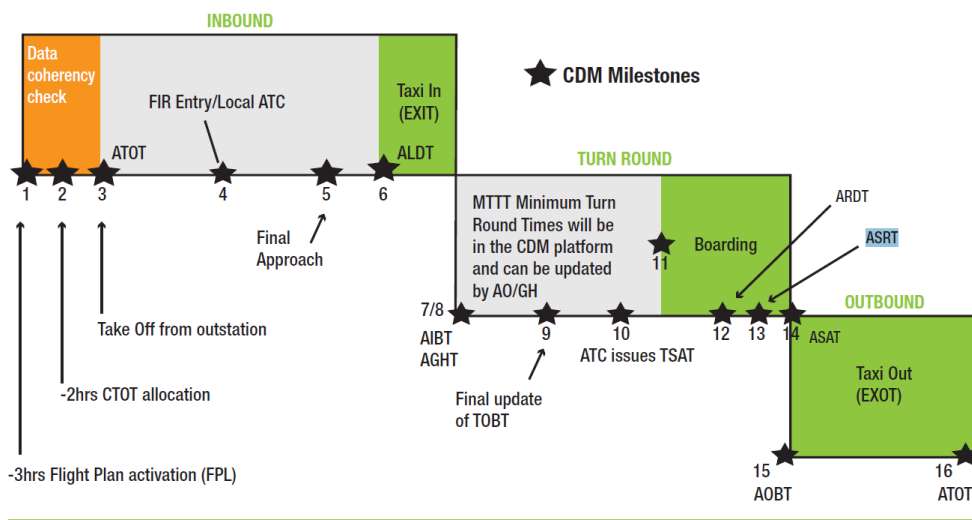 INBOUND
Data
coherency
check
FIR Entry/Local ATC
Taxi In
(EXIT)
CDM Milestones
ATOT
ALDT
1
2
3
4
5
6
Final
Approach
Take Off from outstation
-2hrs CTOT allocation
-3hrs Flight Plan activation (FPL)
TURN ROUND
MTTT Minimum Turn
Round Times will be
in the CDM platform
and can be updated
by AO/GH
Boarding
11
ARDT
ASRT
7/8
AIBT
AGHT
9
10
12
13
14
ATC issues TSAT
Final update
of TOBT
OUTBOUND
ASAT
Taxi Out
(EXOT)
15
AOBT
16
ATOT